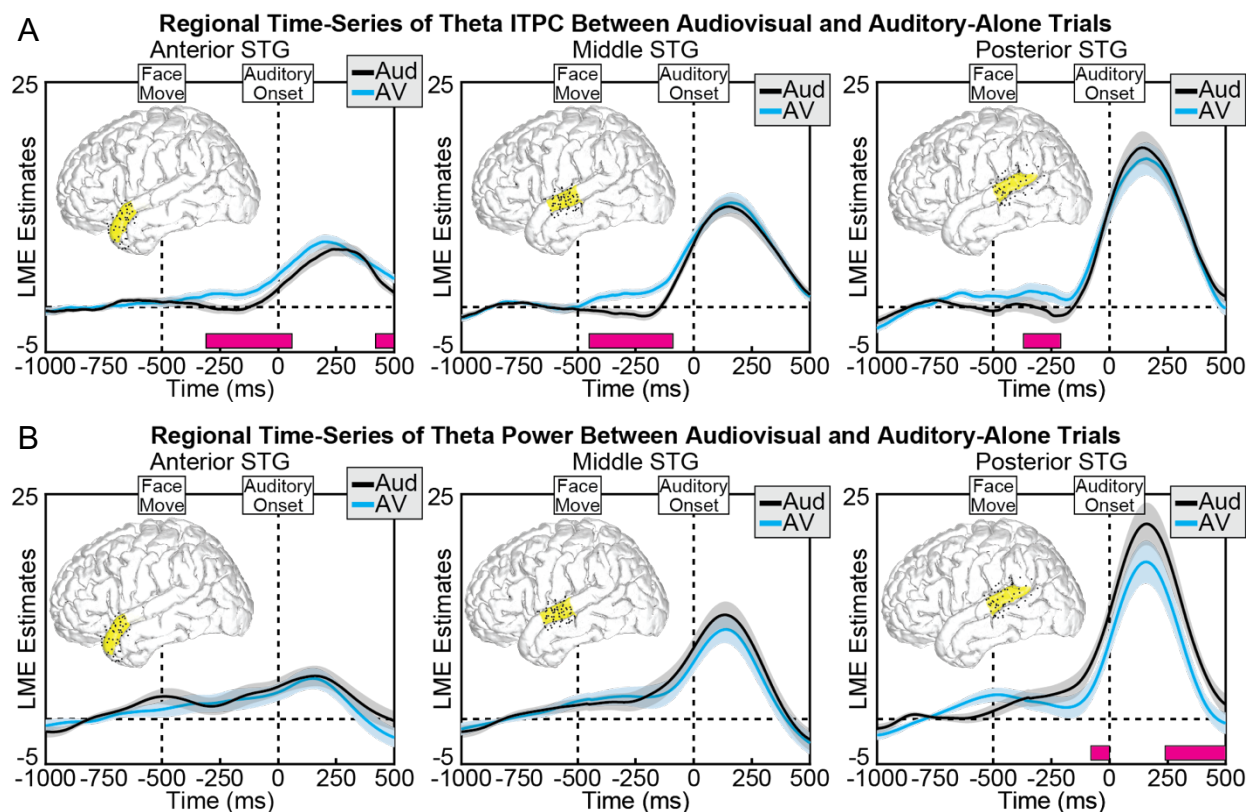 A
Regional Time-Series of Theta ITPC Between Audiovisual and Auditory-Alone Trials
Anterior STG
Middle STG
Posterior STG
Face
Move
Auditory
Onset
Aud
AV
Face
Move
Auditory
Onset
Aud
AV
Face
Move
Auditory
Onset
Aud
AV
25
LME Estimates
-5
-1000 -750 -500 -250 0 250 500
Time (ms)
25
LME Estimates
-5
-1000 -750 -500 -250 0 250 500
Time (ms)
25
LME Estimates
-5
-1000 -750 -500 -250 0 250 500
Time (ms)
B
Regional Time-Series of Theta Power Between Audiovisual and Auditory-Alone Trials
Anterior STG
Middle STG
Posterior STG
Face
Move
Auditory
Onset
Aud
AV
Face
Move
Auditory
Onset
Aud
AV
Face
Move
Auditory
Onset
Aud
AV
25
LME Estimates
-5
-1000 -750 -500 -250 0 250 500
Time (ms)
25
LME Estimates
-5
-1000 -750 -500 -250 0 250 500
Time (ms)
25
LME Estimates
-5
-1000 -750 -500 -250 0 250 500
Time (ms)